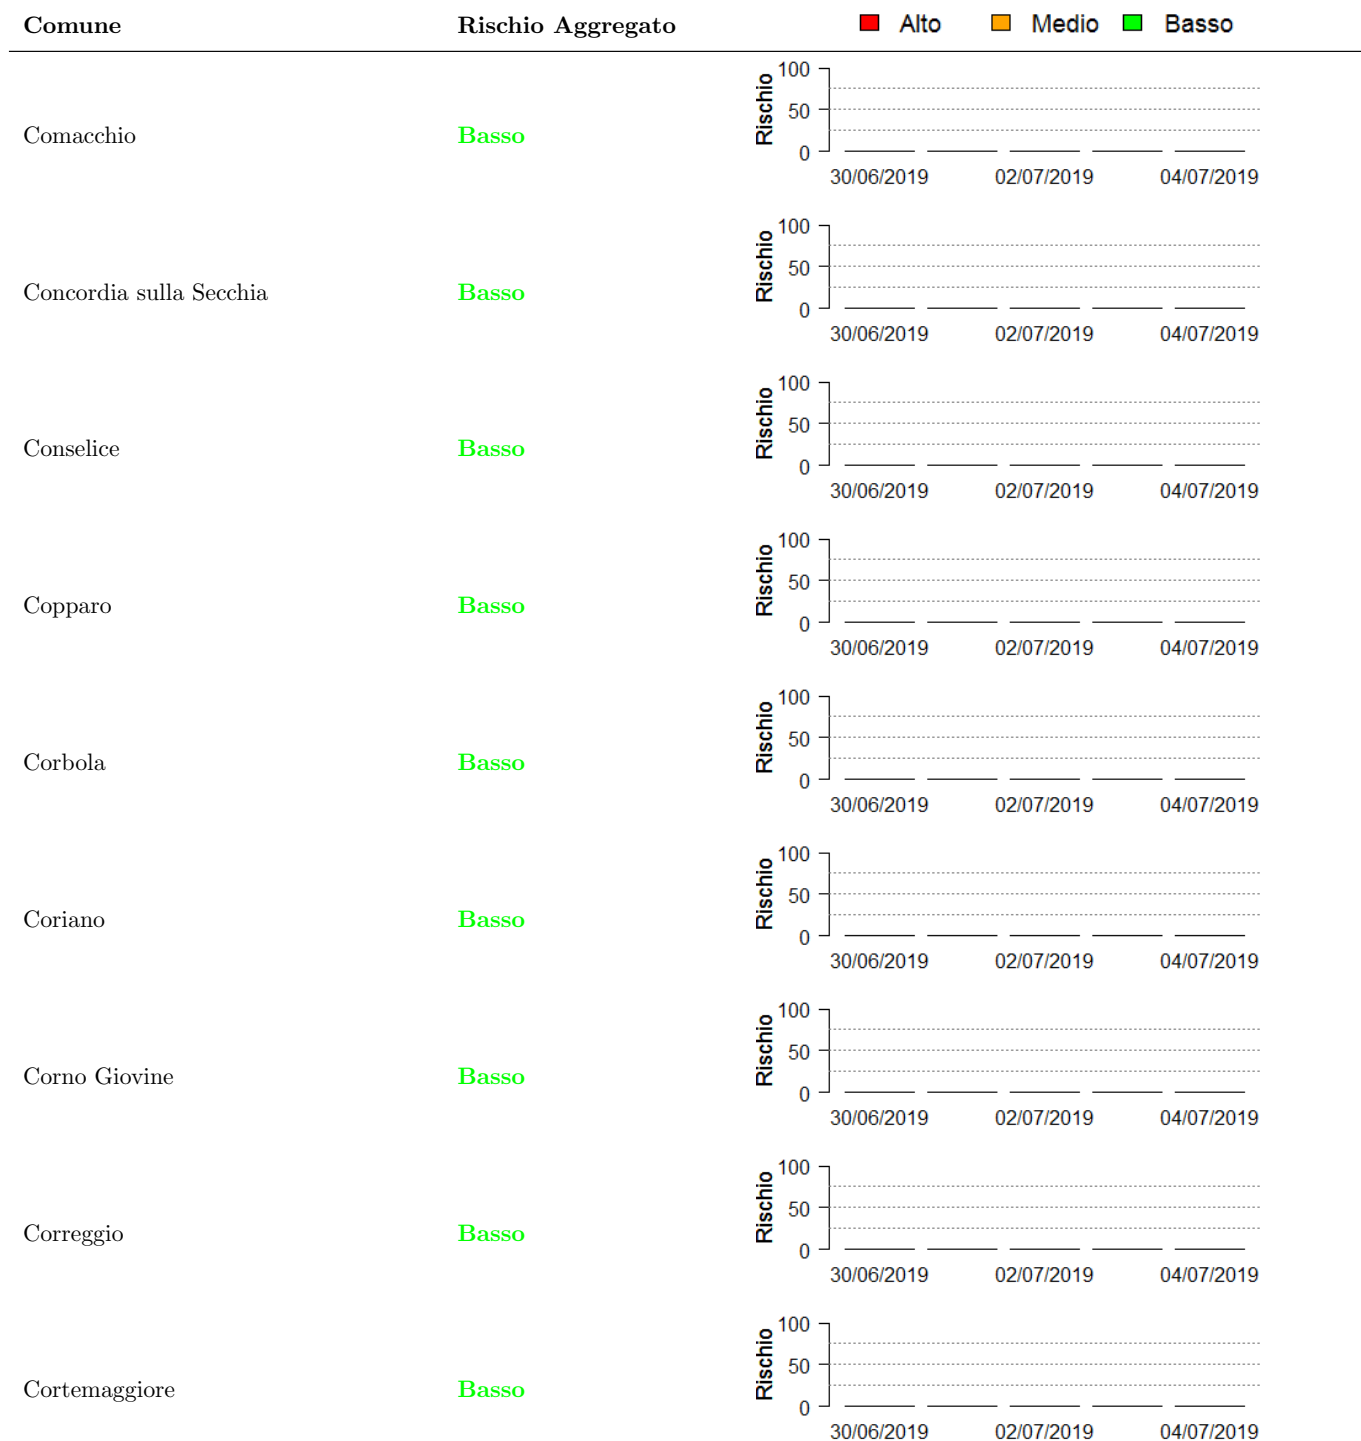 Comune Rischio Aggregato Alto Medio Basso
Comacchio Basso
Rischio
100
50
0
30/06/2019 02/07/2019 04/07/2019
Concordia sulla Secchia Basso
Rischio
100
50
0
30/06/2019 02/07/2019 04/07/2019
Conselice Basso
Rischio
100
50
0
30/06/2019 02/07/2019 04/07/2019
Copparo Basso
Rischio
100
50
0
30/06/2019 02/07/2019 04/07/2019
Corbola Basso
Rischio
100
50
0
30/06/2019 02/07/2019 04/07/2019
Coriano Basso
Rischio
100
50
0
30/06/2019 02/07/2019 04/07/2019
Corno Giovine Basso
Rischio
100
50
0
30/06/2019 02/07/2019 04/07/2019
Correggio Basso
Rischio
100
50
0
30/06/2019 02/07/2019 04/07/2019
Cortemaggiore Basso
Rischio
100
50
0
30/06/2019 02/07/2019 04/07/2019